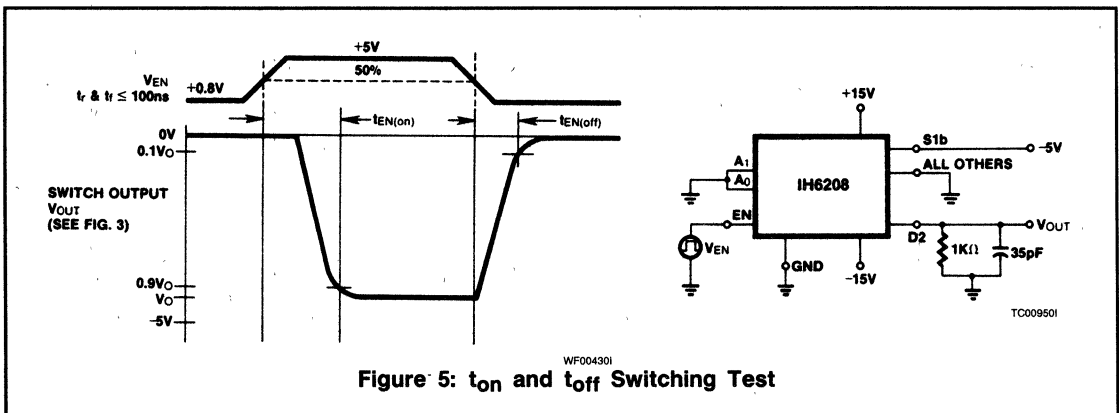 +5V
50%
VEN
tr & tf ≤ 100ns
+0.8V
tEN(on)
tEN(off)
0V
0.1VO
SWITCH OUTPUT
VOUT
(SEE FIG. 3)
0.9VO
VO
-5V
+15V
S1b
-5V
ALL OTHERS
A1
A0
IH6208
EN
VEN
D2
VOUT
1KΩ
35pF
GND
-15V
TC00950I
WF00430I
Figure 5: ton and toff Switching Test